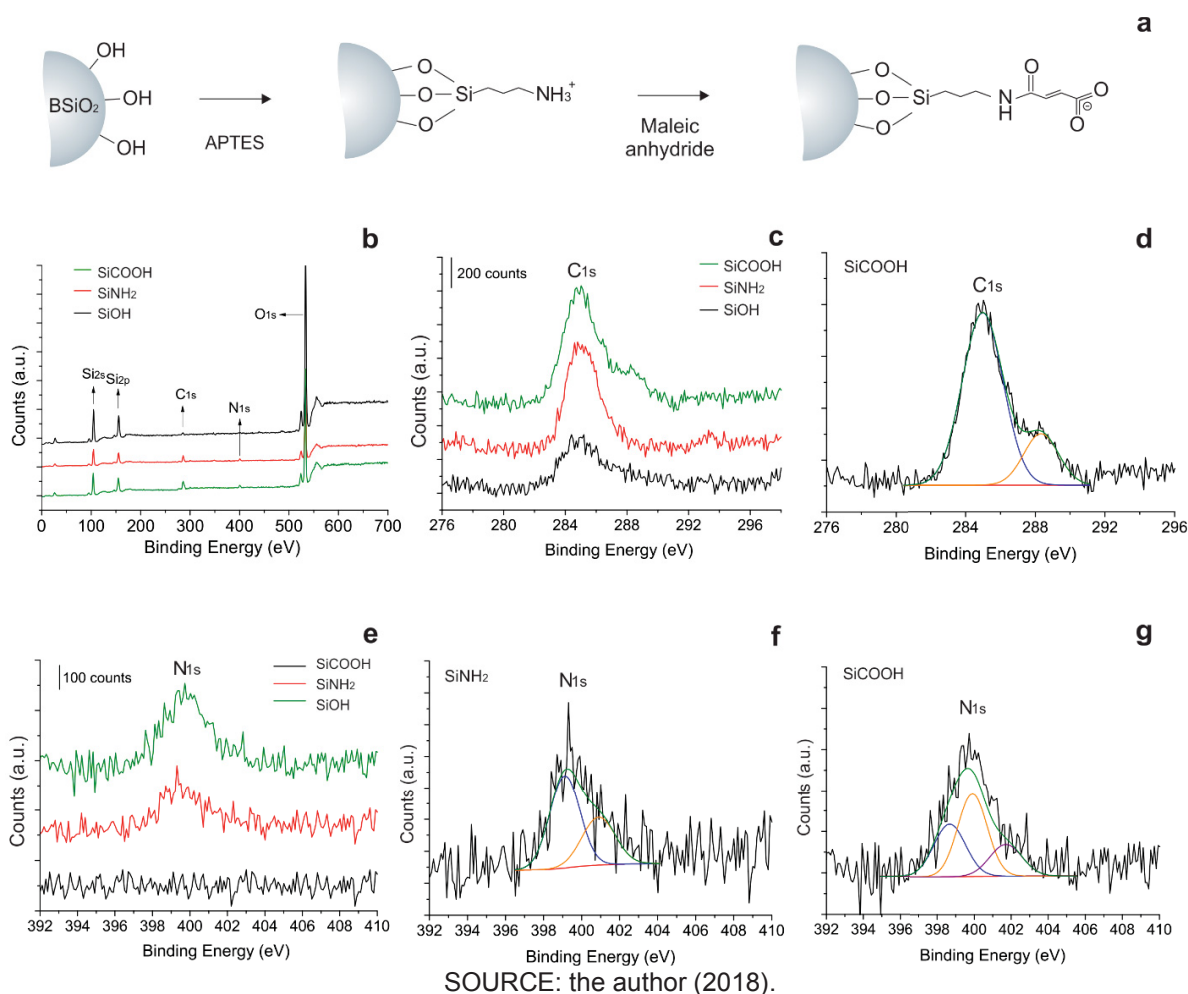 a
OH
BSiO2
OH
OH
APTES
O
O
Si
O
NH3+
Maleic
anhydride
O
O
Si
O
N
H
O
O
⊖
O
b
SiCOOH
SiNH2
SiOH
O1s
Si2s
Si2p
C1s
N1s
Counts (a.u.)
0 100 200 300 400 500 600 700
Binding Energy (eV)
c
200 counts
C1s
SiCOOH
SiNH2
SiOH
Counts (a.u.)
276 280 284 288 292 296
Binding Energy (eV)
d
SiCOOH
C1s
Counts (a.u.)
276 280 284 288 292 296
Binding Energy (eV)
e
100 counts
N1s
SiCOOH
SiNH2
SiOH
Counts (a.u.)
392 394 396 398 400 402 404 406 408 410
Binding Energy (eV)
f
SiNH2
N1s
Counts (a.u.)
392 394 396 398 400 402 404 406 408 410
Binding Energy (eV)
g
SiCOOH
N1s
Counts (a.u.)
392 394 396 398 400 402 404 406 408 410
Binding Energy (eV)
SOURCE: the author (2018).